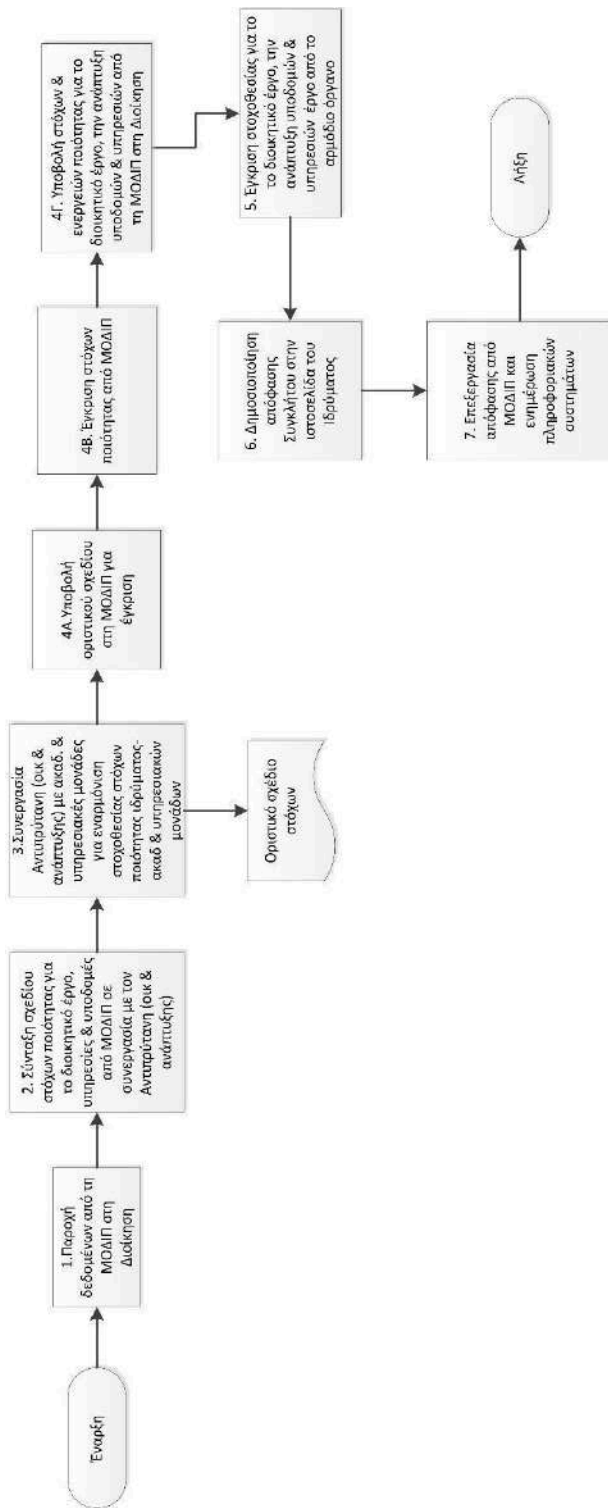 Έναρξη
1.Παροχή
δεδομένων από τη
ΜΟΔΙΠ στη
Διοίκηση
2. Σύνταξη σχεδίου
στόχων ποιότητας για
το διοικητικό έργο,
υπηρεσίες & υποδομές
από ΜΟΔΙΠ σε
συνεργασία με τον
Αντιπρύτανη (οικ &
ανάπτυξης)
3.Συνεργασία
Αντιπρύτανη (οικ &
ανάπτυξης) με ακαδ. &
υπηρεσιακές μονάδες
για εναρμόνιση
στοχοθεσίας στόχων
ποιότητας ιδρύματος-
ακαδ & υπηρεσιακών
μονάδων
Οριστικό σχέδιο
στόχων
4Α.Υποβολή
οριστικού σχεδίου
στη ΜΟΔΙΠ για
έγκριση
4Β. Έγκριση στόχων
ποιότητας από ΜΟΔΙΠ
4Γ. Υποβολή στόχων &
ενεργειών ποιότητας για το
διοικητικό έργο, την ανάπτυξη
υποδομών & υπηρεσιών από
τη ΜΟΔΙΠ στη Διοίκηση
5. Έγκριση στοχοθεσίας για το
το διοικητικό έργο, την
ανάπτυξη υποδομών &
υπηρεσιών έργο από το
αρμόδιο όργανο
6. Δημοσιοποίηση
απόφασης
Συγκλήτου στην
ιστοσελίδα του
Ιδρύματος
7. Επεξεργασία
απόφασης από
ΜΟΔΙΠ και
ενημέρωση
πληροφοριακών
συστημάτων
Λήξη